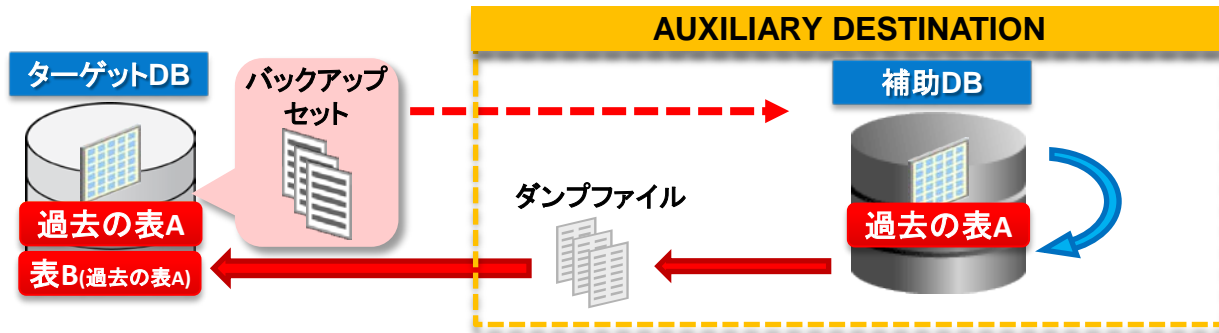 AUXILIARY DESTINATION
ターゲットDB
バックアップ
セット
補助DB
ダンプファイル
過去の表A
過去の表A
表B(過去の表A)